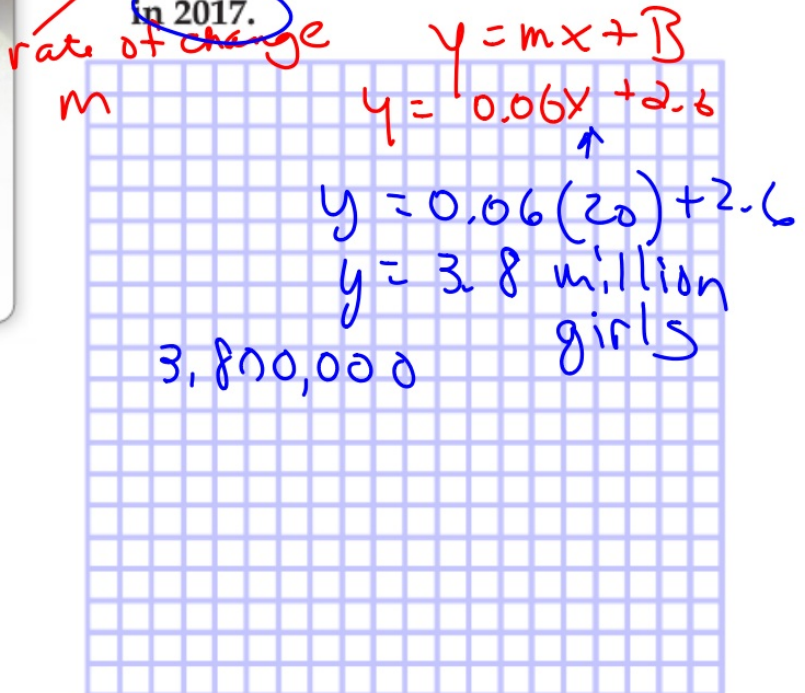 in 2017.
rate of change
y = mx + B
m
y = 0.06x + 2.6
y = 0.06(20) + 2.6
y = 3.8 million
girls
3,800,000